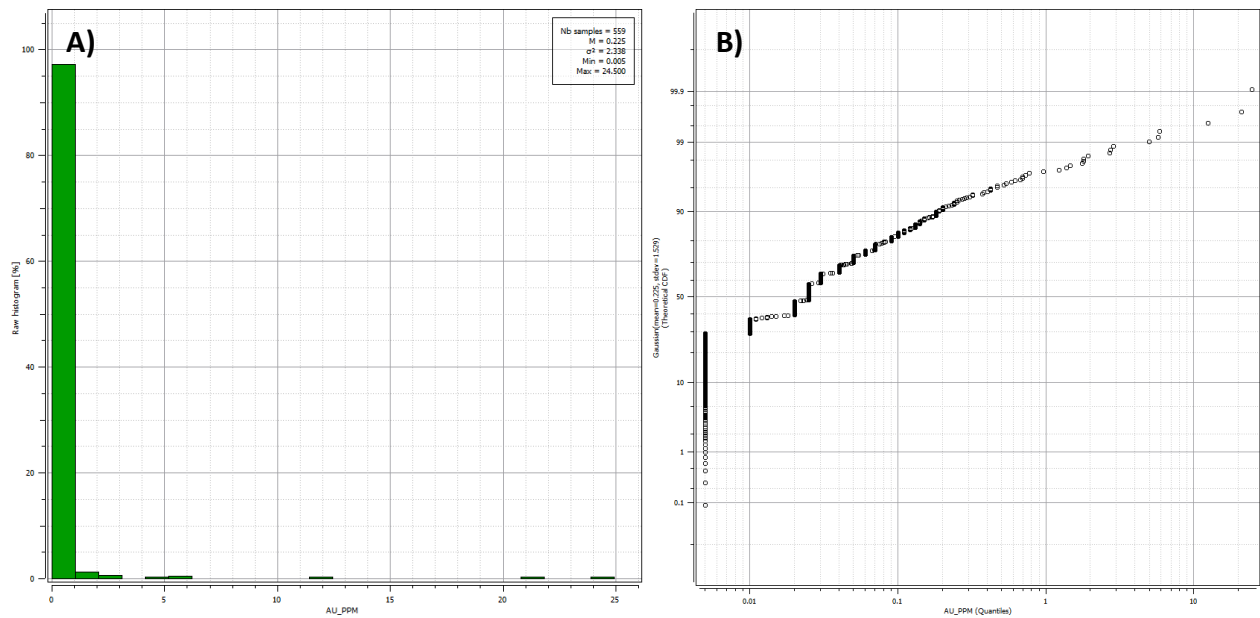 A)
Nb samples = 559
M = 0.225
σ² = 2.338
Min = 0.005
Max = 24.500
100
80
60
40
20
0
Raw histogram [%]
0
5
10
15
20
25
AU_PPM
B)
99.9
99
90
50
10
1
0.1
Gaussian(mean=0.225, stdev=1.529)
(Theoretical CDF)
0.01
0.1
1
10
AU_PPM (Quantiles)